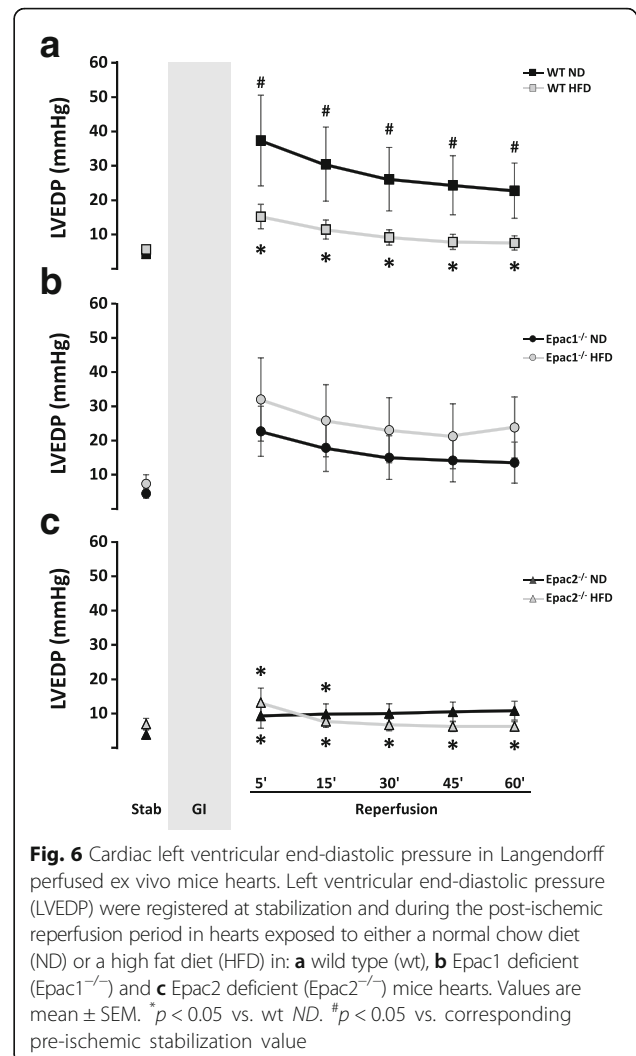 a
60
50
40
30
20
10
LVEDP (mmHg)
WT ND
WT HFD
# # # # #
* * * * *
b
60
50
40
30
20
10
LVEDP (mmHg)
Epac1-/- ND
Epac1-/- HFD
c
60
50
40
30
20
10
LVEDP (mmHg)
Epac2-/- ND
Epac2-/- HFD
* *
* * * * *
5' 15' 30' 45' 60'
Stab GI Reperfusion
Fig. 6 Cardiac left ventricular end-diastolic pressure in Langendorff
perfused ex vivo mice hearts. Left ventricular end-diastolic pressure
(LVEDP) were registered at stabilization and during the post-ischemic
reperfusion period in hearts exposed to either a normal chow diet
(ND) or a high fat diet (HFD) in: a wild type (wt), b Epac1 deficient
(Epac1−/−) and c Epac2 deficient (Epac2−/−) mice hearts. Values are
mean ± SEM. *p < 0.05 vs. wt ND. #p < 0.05 vs. corresponding
pre-ischemic stabilization value